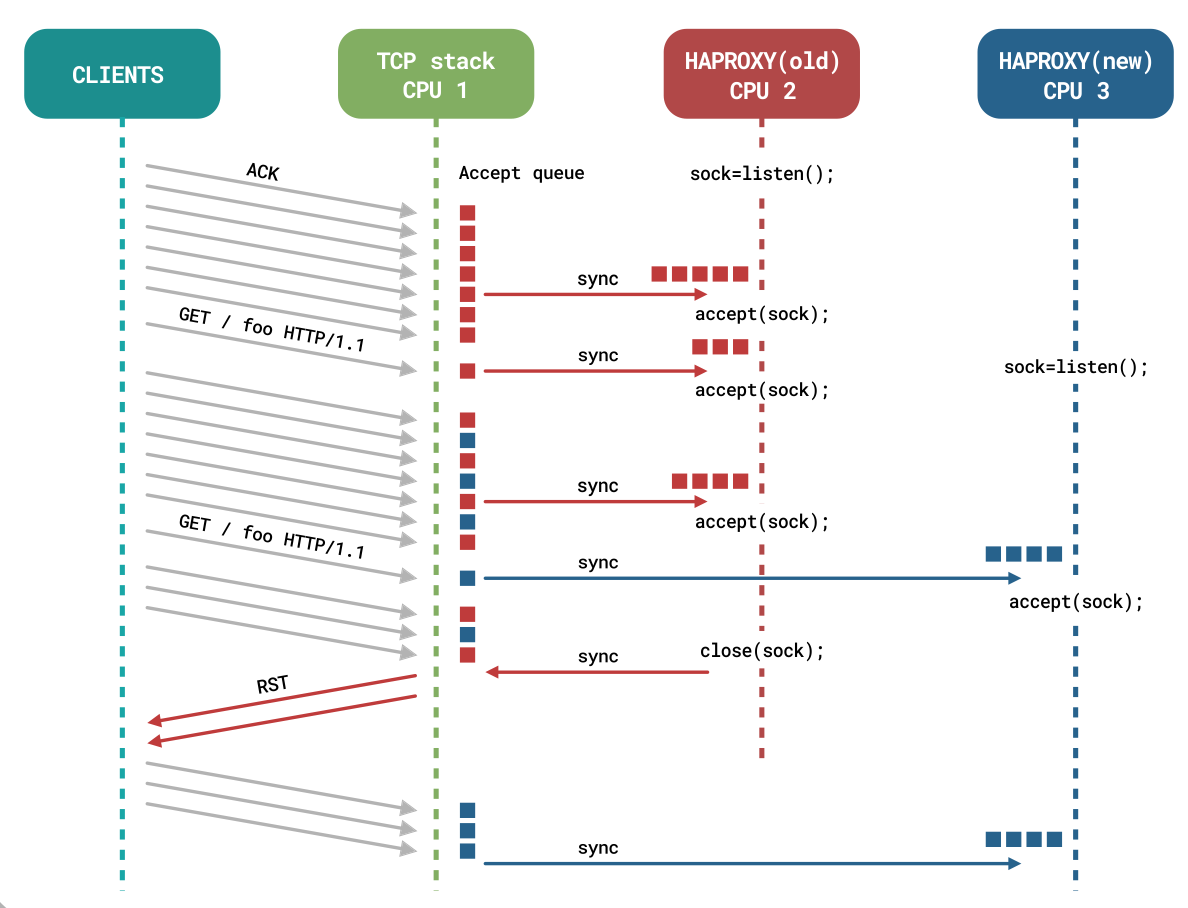 CLIENTS
TCP stack
CPU 1
HAPROXY(old)
CPU 2
HAPROXY(new)
CPU 3
ACK
Accept queue
sock=listen();
sync
accept(sock);
GET / foo HTTP/1.1
sync
sock=listen();
accept(sock);
sync
GET / foo HTTP/1.1
accept(sock);
sync
accept(sock);
close(sock);
sync
RST
sync